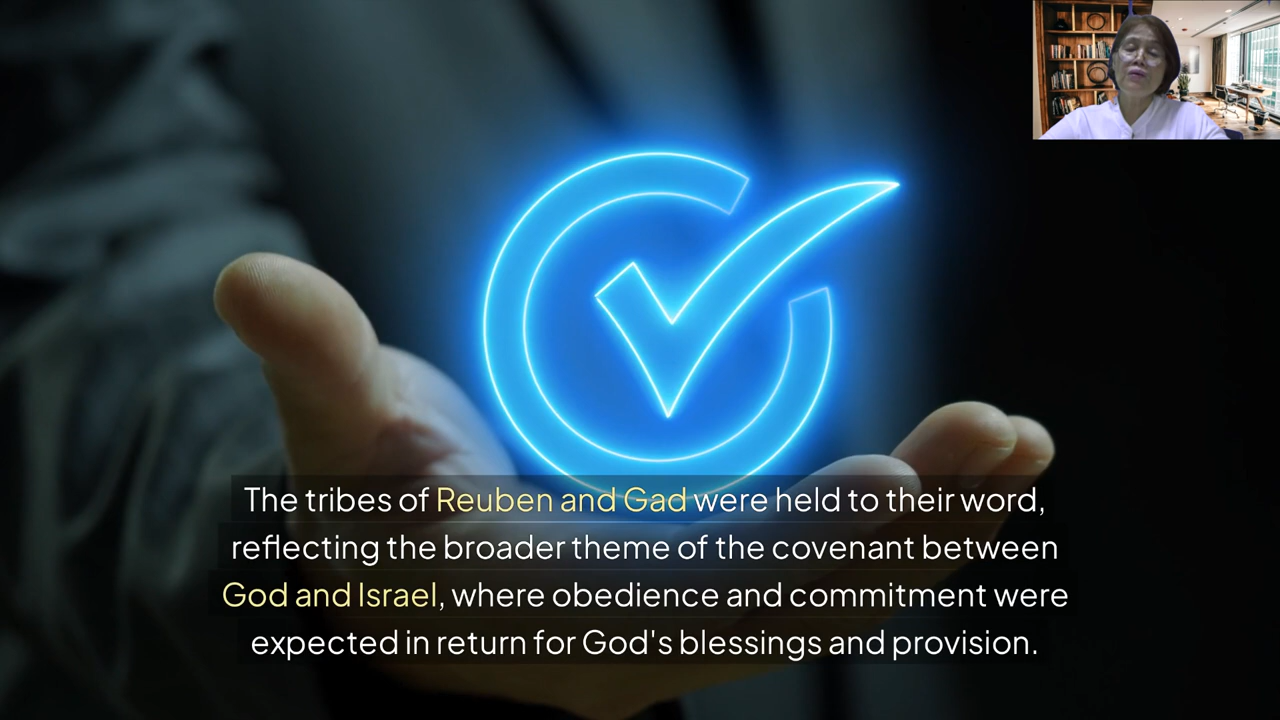 The tribes of Reuben and Gad were held to their word,
reflecting the broader theme of the covenant between
God and Israel, where obedience and commitment were
expected in return for God's blessings and provision.